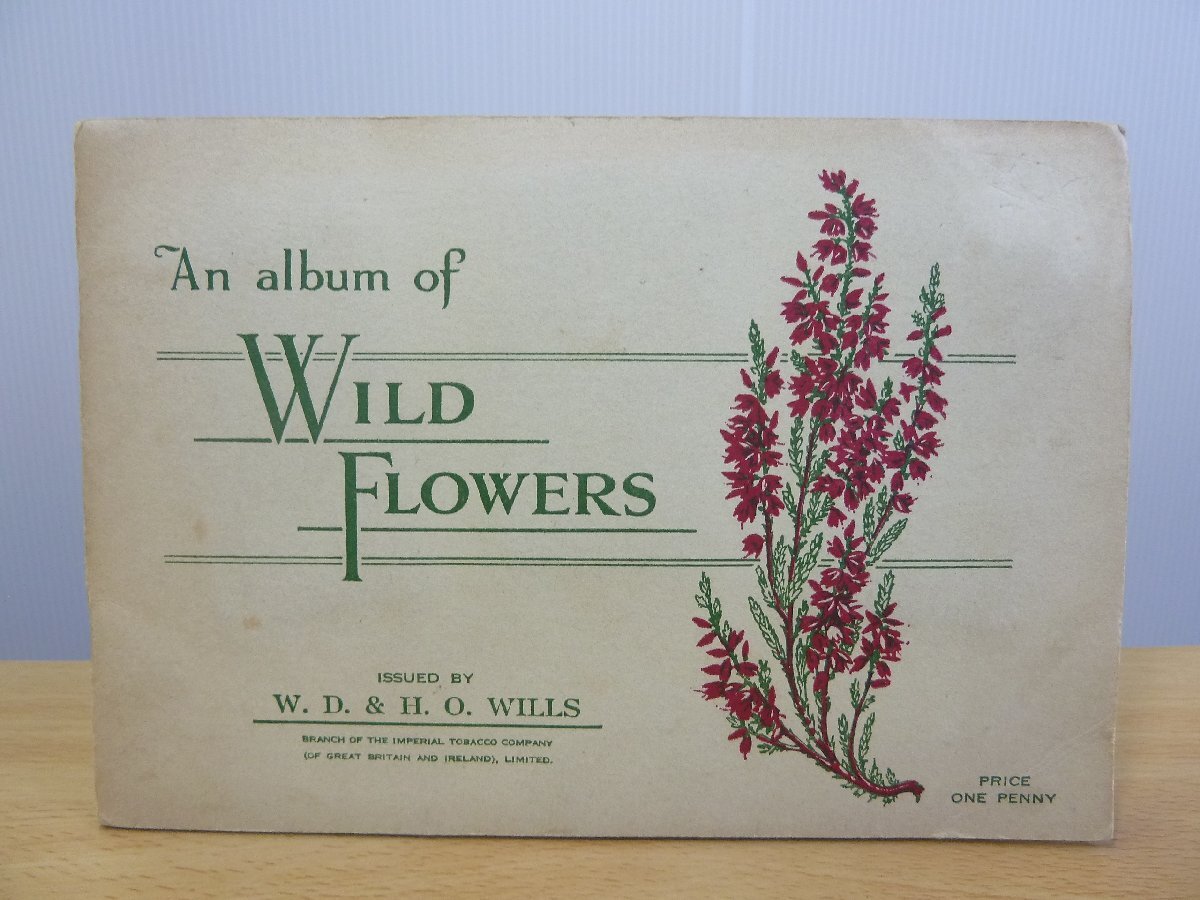 An album of
WILD
FLOWERS
ISSUED BY
W. D. & H. O. WILLS
BRANCH OF THE IMPERIAL TOBACCO COMPANY
(OF GREAT BRITAIN AND IRELAND), LIMITED.
PRICE
ONE PENNY